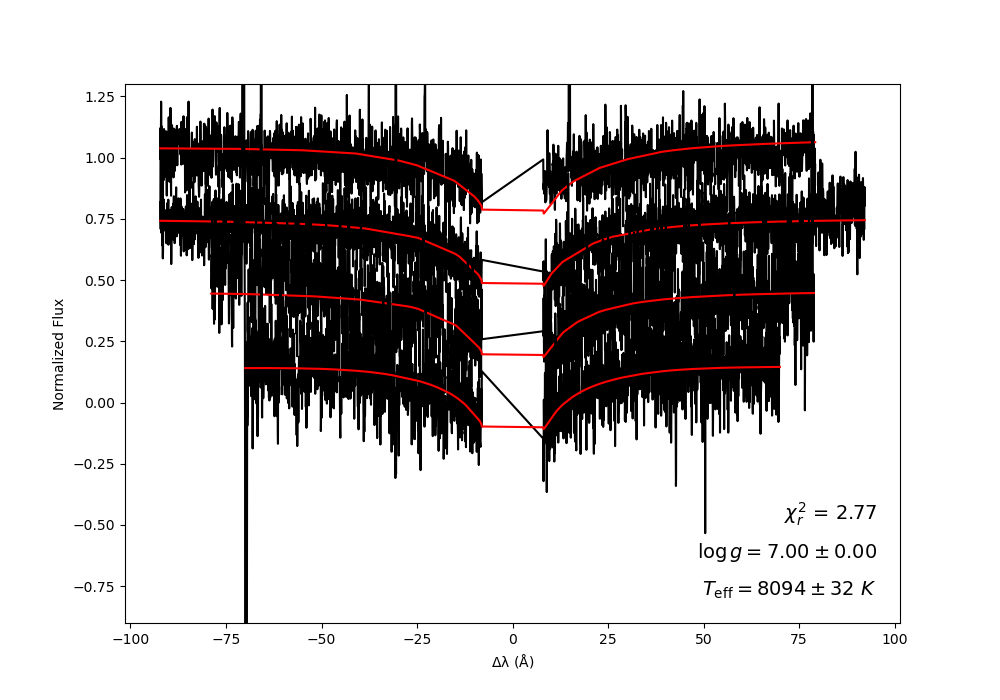 1.25
1.00
0.75
0.50
0.25
0.00
−0.25
−0.50
−0.75
Normalized Flux
χ²ᵣ = 2.77
log g = 7.00 ± 0.00
T_eff = 8094 ± 32 K
−100 −75 −50 −25 0 25 50 75 100
Δλ (Å)